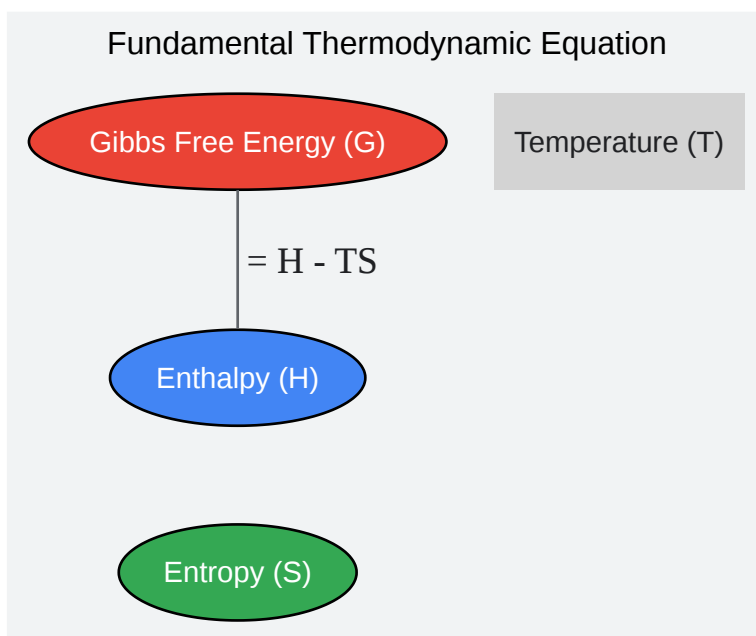 Fundamental Thermodynamic Equation
Gibbs Free Energy (G)
Temperature (T)
= H - TS
Enthalpy (H)
Entropy (S)